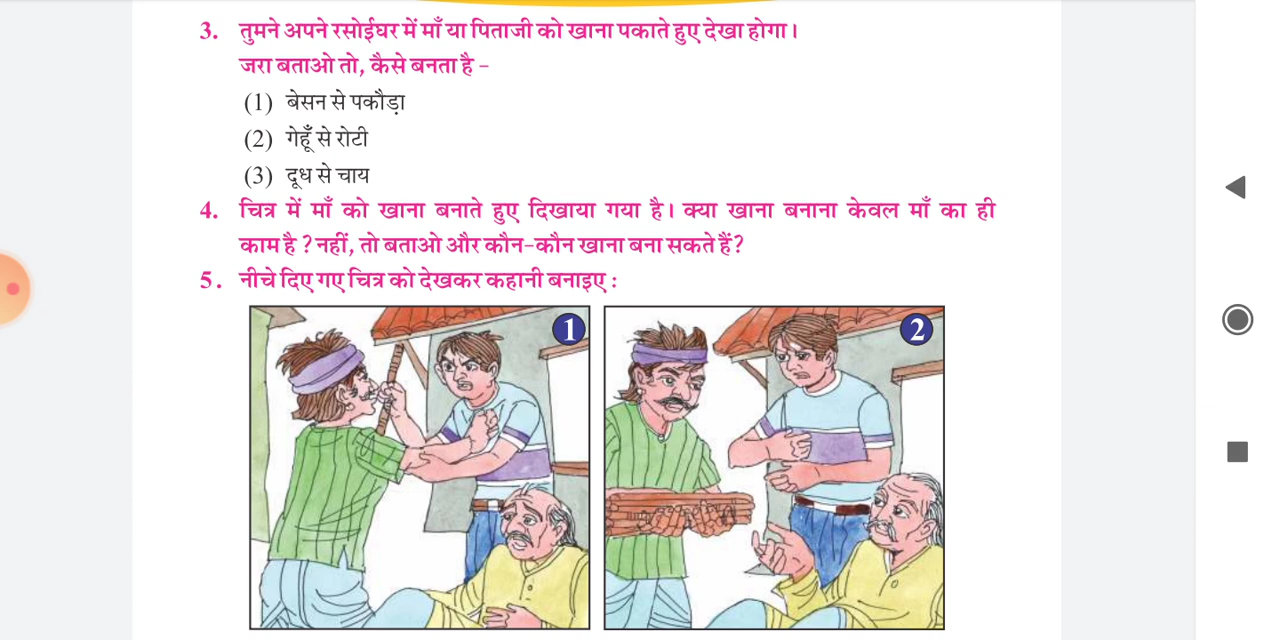 3. तुमने अपने रसोईघर में माँ या पिताजी को खाना पकाते हुए देखा होगा।
जरा बताओ तो, कैसे बनता है –
(1) बेसन से पकौड़ा
(2) गेहूँ से रोटी
(3) दूध से चाय
4. चित्र में माँ को खाना बनाते हुए दिखाया गया है। क्या खाना बनाना केवल माँ का ही
काम है ? नहीं, तो बताओ और कौन-कौन खाना बना सकते हैं?
5. नीचे दिए गए चित्र को देखकर कहानी बनाइए :
1 2